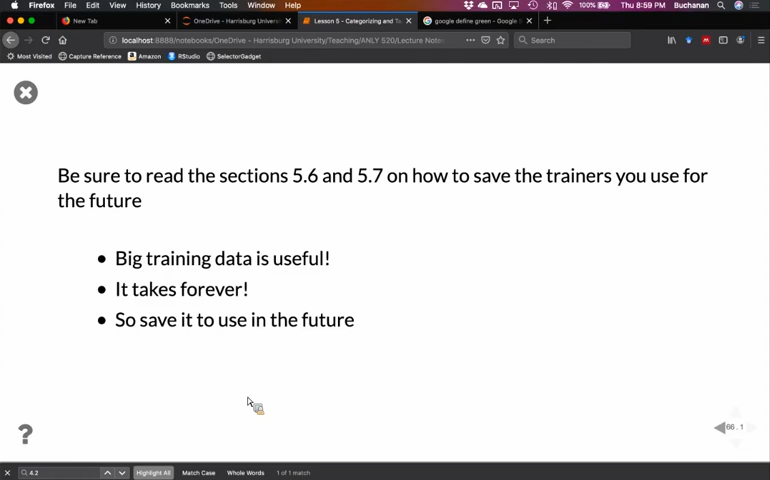 Firefox File Edit View History Bookmarks Tools Window Help 100% Thu 8:59 PM Buchanan
New Tab
OneDrive - Harrisburg Universi
Lesson 5 - Categorizing and Ta
google define green - Google S
localhost:8888/notebooks/OneDrive - Harrisburg University/Teaching/ANLY 520/Lecture Notes
Search
Most Visited Capture Reference Amazon RStudio SelectorGadget
Be sure to read the sections 5.6 and 5.7 on how to save the trainers you use for
the future
• Big training data is useful!
• It takes forever!
• So save it to use in the future
66.1
?
4.2 Highlight All Match Case Whole Words 1 of 1 match